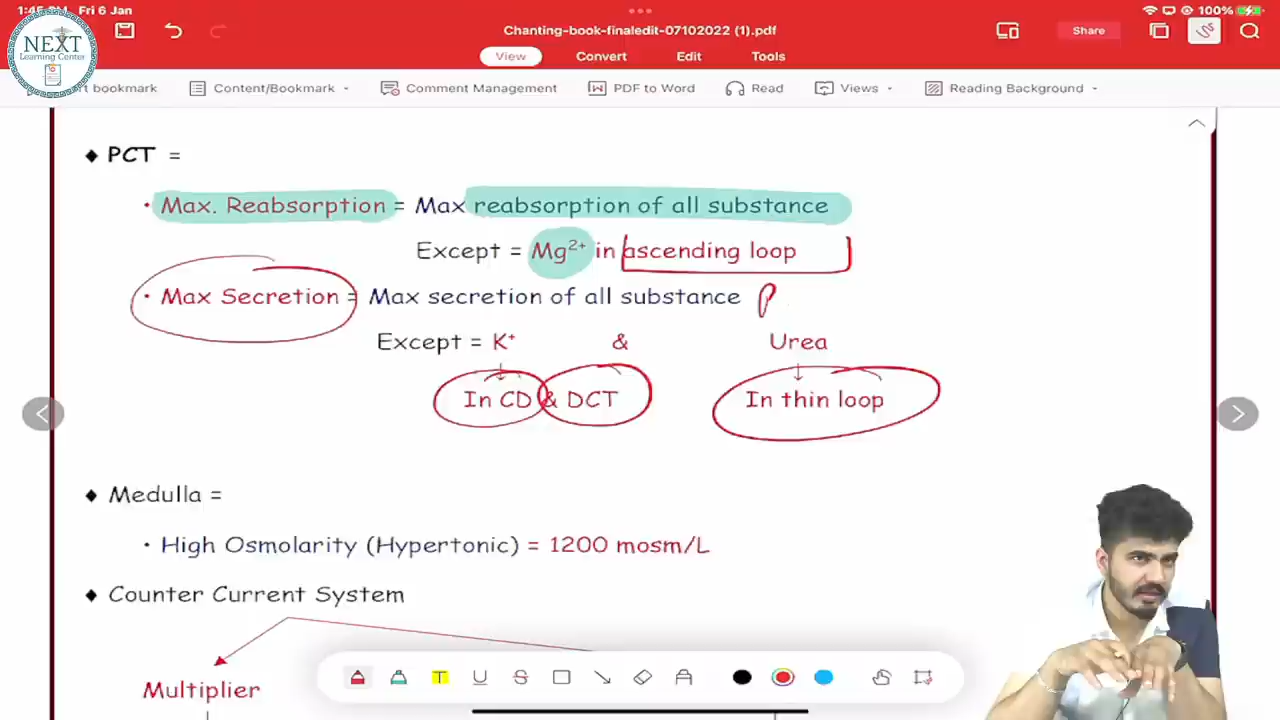 1:45 PM Fri 6 Jan
100%
NEXT
Learning Center
Chanting-book-finaledit-07102022 (1).pdf
Share
View Convert Edit Tools
bookmark Content/Bookmark Comment Management PDF to Word Read Views Reading Background
◆ PCT =
• Max. Reabsorption = Max reabsorption of all substance
Except = Mg²⁺ in ascending loop
• Max Secretion = Max secretion of all substance P
Except = K⁺ & Urea
↓ ↓
In CD & DCT In thin loop
◆ Medulla =
• High Osmolarity (Hypertonic) = 1200 mosm/L
◆ Counter Current System
Multiplier